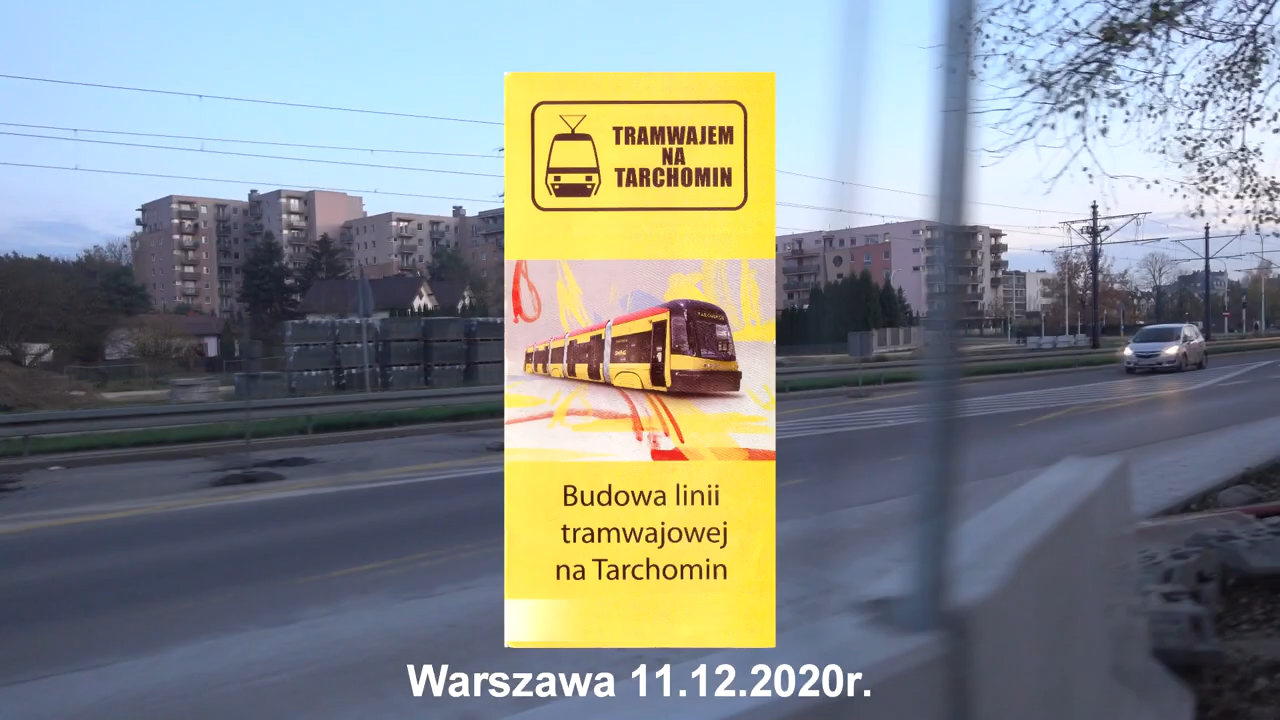 TRAMWAJEM
NA
TARCHOMIN
Budowa linii
tramwajowej
na Tarchomin
Warszawa 11.12.2020r.